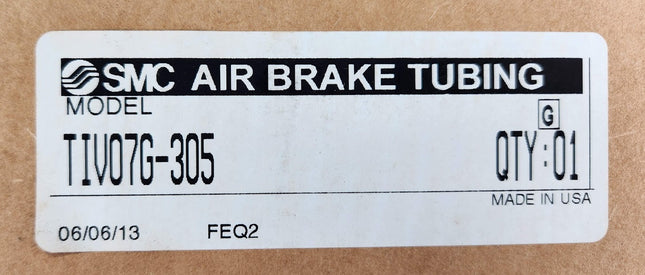 SMC AIR BRAKE TUBING
MODEL
G
TIV07G-305 QTY:01
MADE IN USA
06/06/13 FEQ2